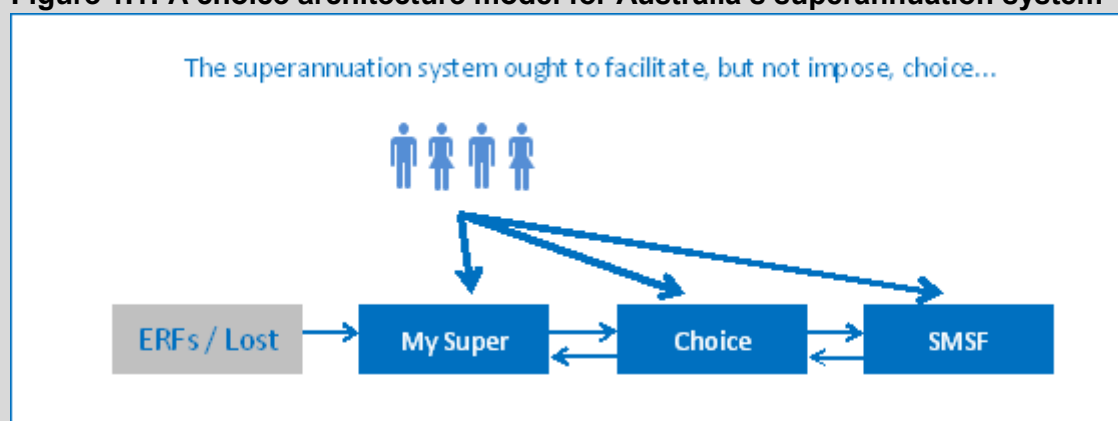 Figure 1.1: A choice architecture model for Australia's superannuation system
The superannuation system ought to facilitate, but not impose, choice...
ERFs / Lost
My Super
Choice
SMSF